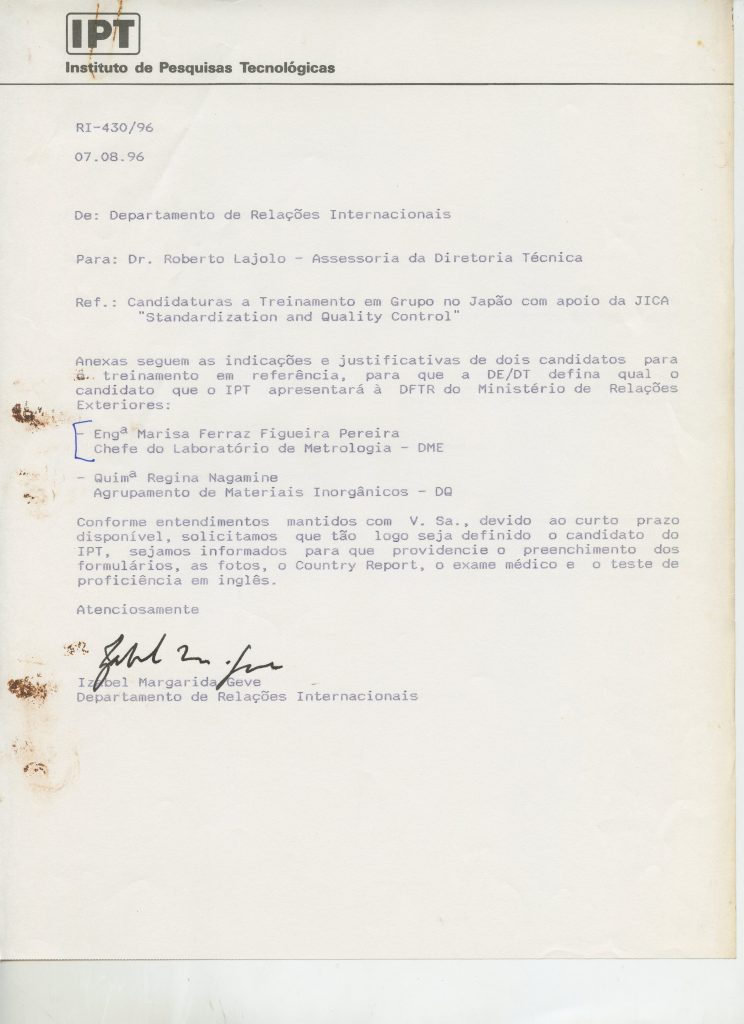 IPT
Instituto de Pesquisas Tecnológicas
RI-430/96
07.08.96
De: Departamento de Relações Internacionais
Para: Dr. Roberto Lajolo - Assessoria da Diretoria Técnica
Ref.: Candidaturas a Treinamento em Grupo no Japão com apoio da JICA
"Standardization and Quality Control"
Anexas seguem as indicações e justificativas de dois candidatos para
o treinamento em referência, para que a DE/DT defina qual o
candidato que o IPT apresentará à DFTR do Ministério de Relações
Exteriores:
- Engª Marisa Ferraz Figueira Pereira
Chefe do Laboratório de Metrologia - DME
- Quimª Regina Nagamine
Agrupamento de Materiais Inorgânicos - DQ
Conforme entendimentos mantidos com V. Sa., devido ao curto prazo
disponível, solicitamos que tão logo seja definido o candidato do
IPT, sejamos informados para que providencie o preenchimento dos
formulários, as fotos, o Country Report, o exame médico e o teste de
proficiência em inglês.
Atenciosamente
Izabel Margarida Geve
Departamento de Relações Internacionais